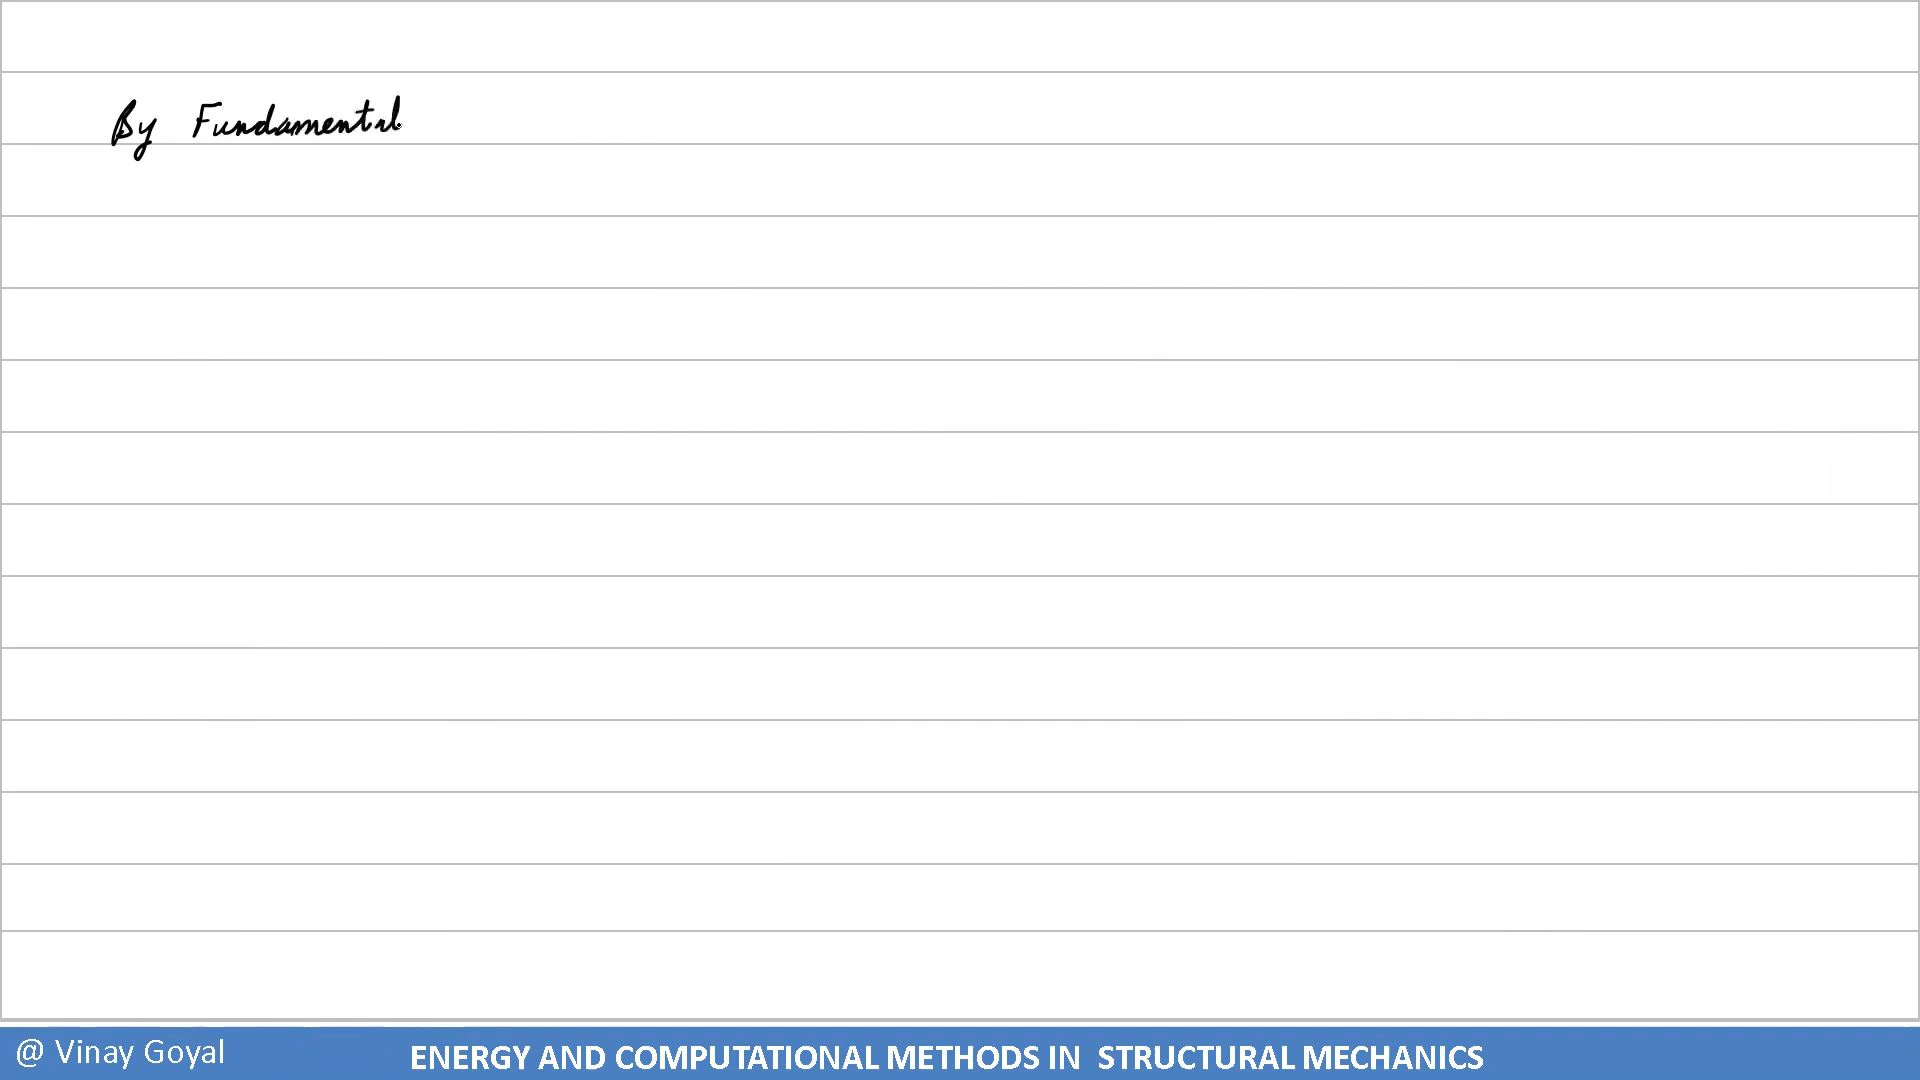 By Fundamental
@ Vinay Goyal
ENERGY AND COMPUTATIONAL METHODS IN STRUCTURAL MECHANICS